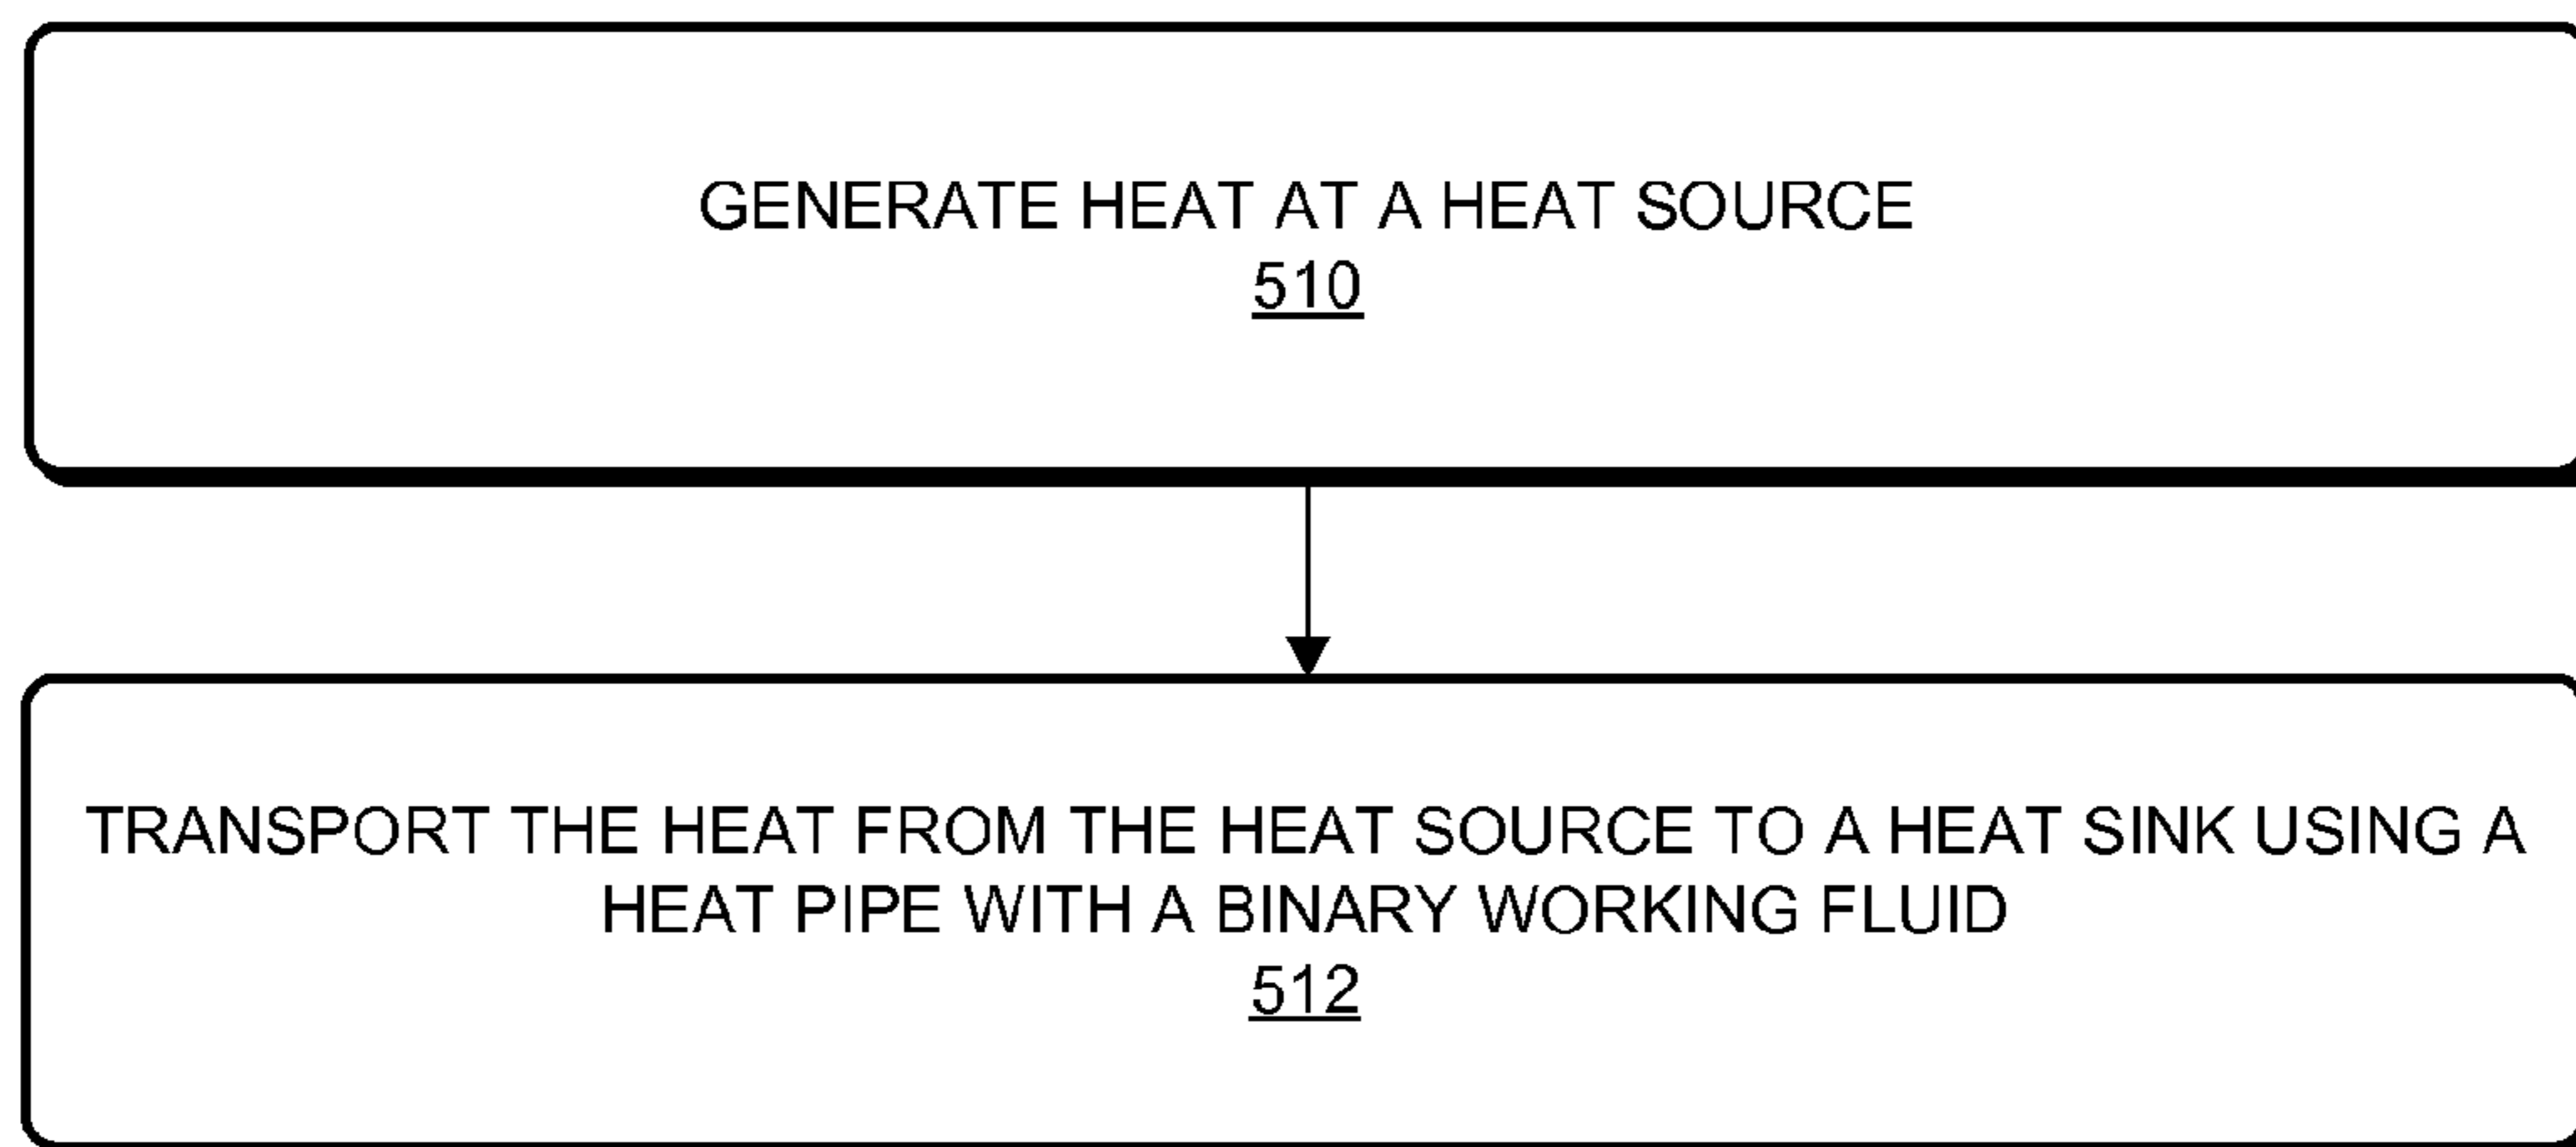 GENERATE HEAT AT A HEAT SOURCE
510
TRANSPORT THE HEAT FROM THE HEAT SOURCE TO A HEAT SINK USING A
HEAT PIPE WITH A BINARY WORKING FLUID
512